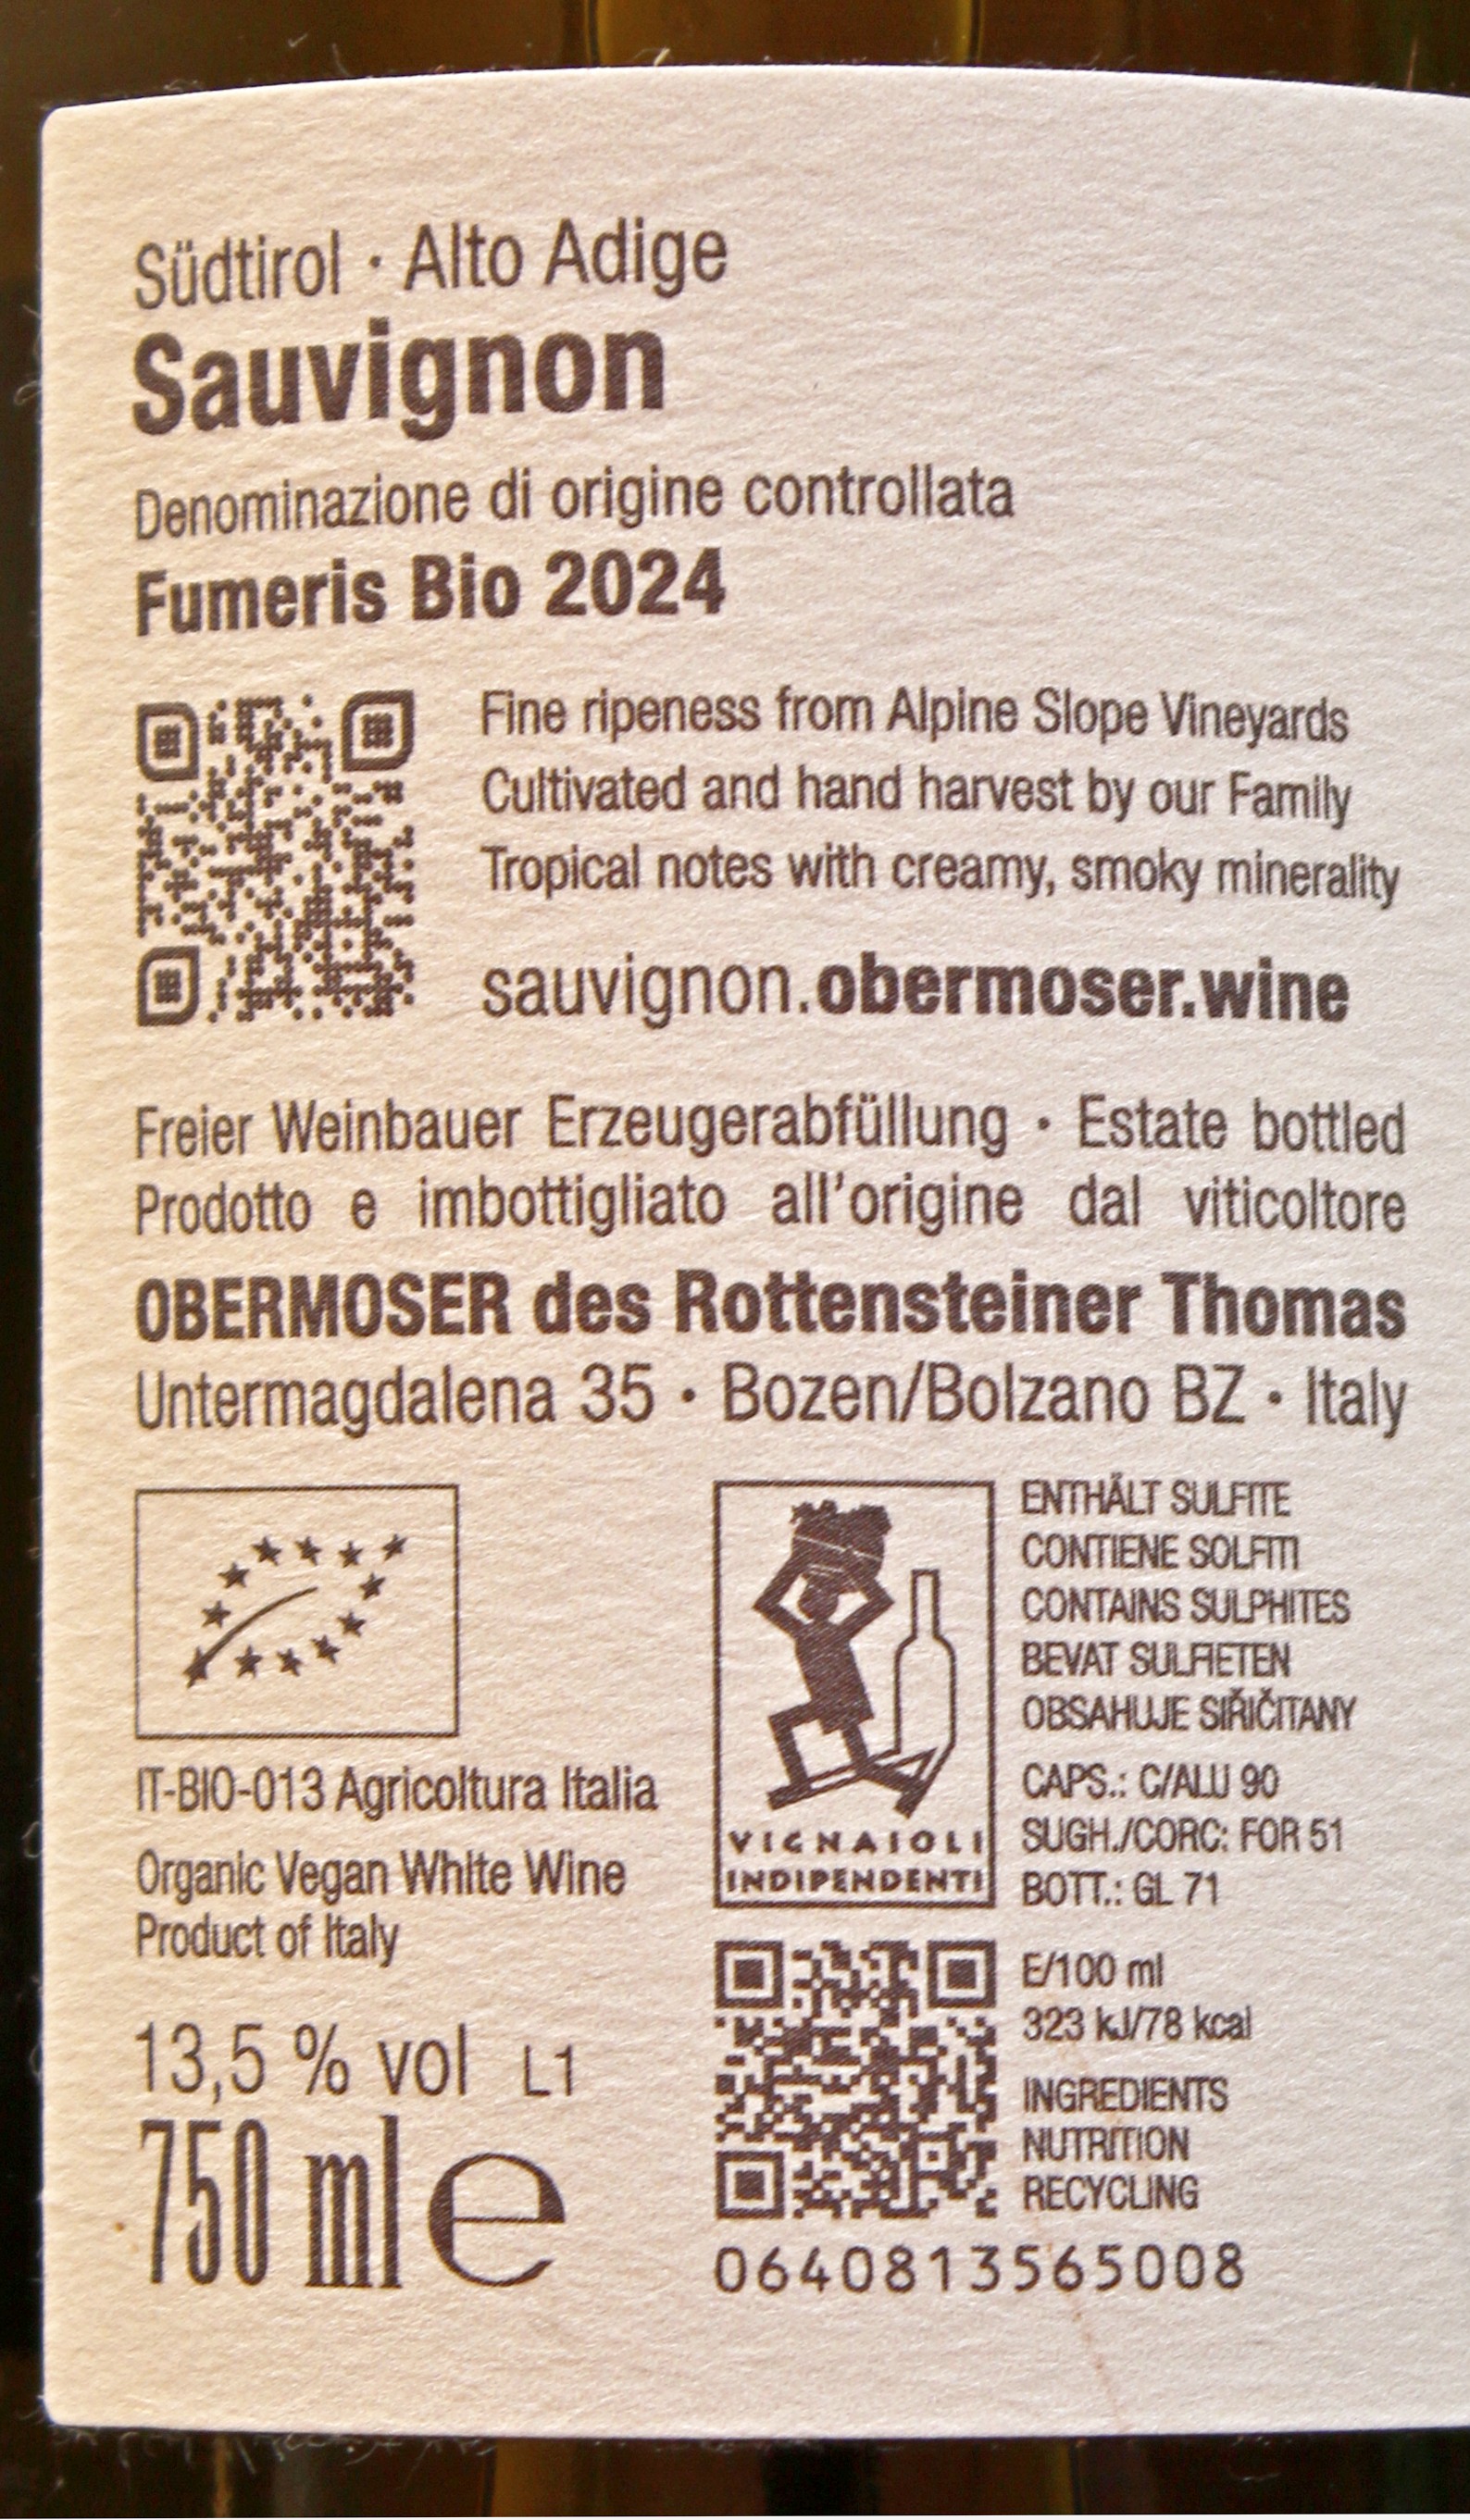 Südtirol · Alto Adige
Sauvignon
Denominazione di origine controllata
Fumeris Bio 2024
Fine ripeness from Alpine Slope Vineyards
Cultivated and hand harvest by our Family
Tropical notes with creamy, smoky minerality
sauvignon.obermoser.wine
Freier Weinbauer Erzeugerabfüllung · Estate bottled
Prodotto e imbottigliato all'origine dal viticoltore
OBERMOSER des Rottensteiner Thomas
Untermagdalena 35 · Bozen/Bolzano BZ · Italy
IT-BIO-013 Agricoltura Italia
Organic Vegan White Wine
Product of Italy
13,5 % vol L1
750 ml e
VIGNAIOLI
INDIPENDENTI
ENTHÄLT SULFITE
CONTIENE SOLFITI
CONTAINS SULPHITES
BEVAT SULFIETEN
OBSAHUJE SIŘIČITANY
CAPS.: C/ALU 90
SUGH./CORC: FOR 51
BOTT.: GL 71
E/100 ml
323 kJ/78 kcal
INGREDIENTS
NUTRITION
RECYCLING
0640813565008